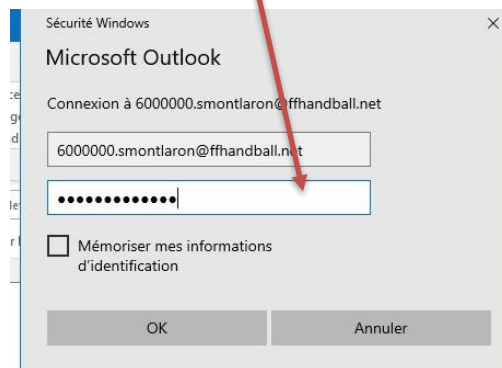 Sécurité Windows
Microsoft Outlook
Connexion à 6000000.smontlaron@ffhandball.net
6000000.smontlaron@ffhandball.net
●●●●●●●●●●●●●
Mémoriser mes informations
d'identification
OK
Annuler